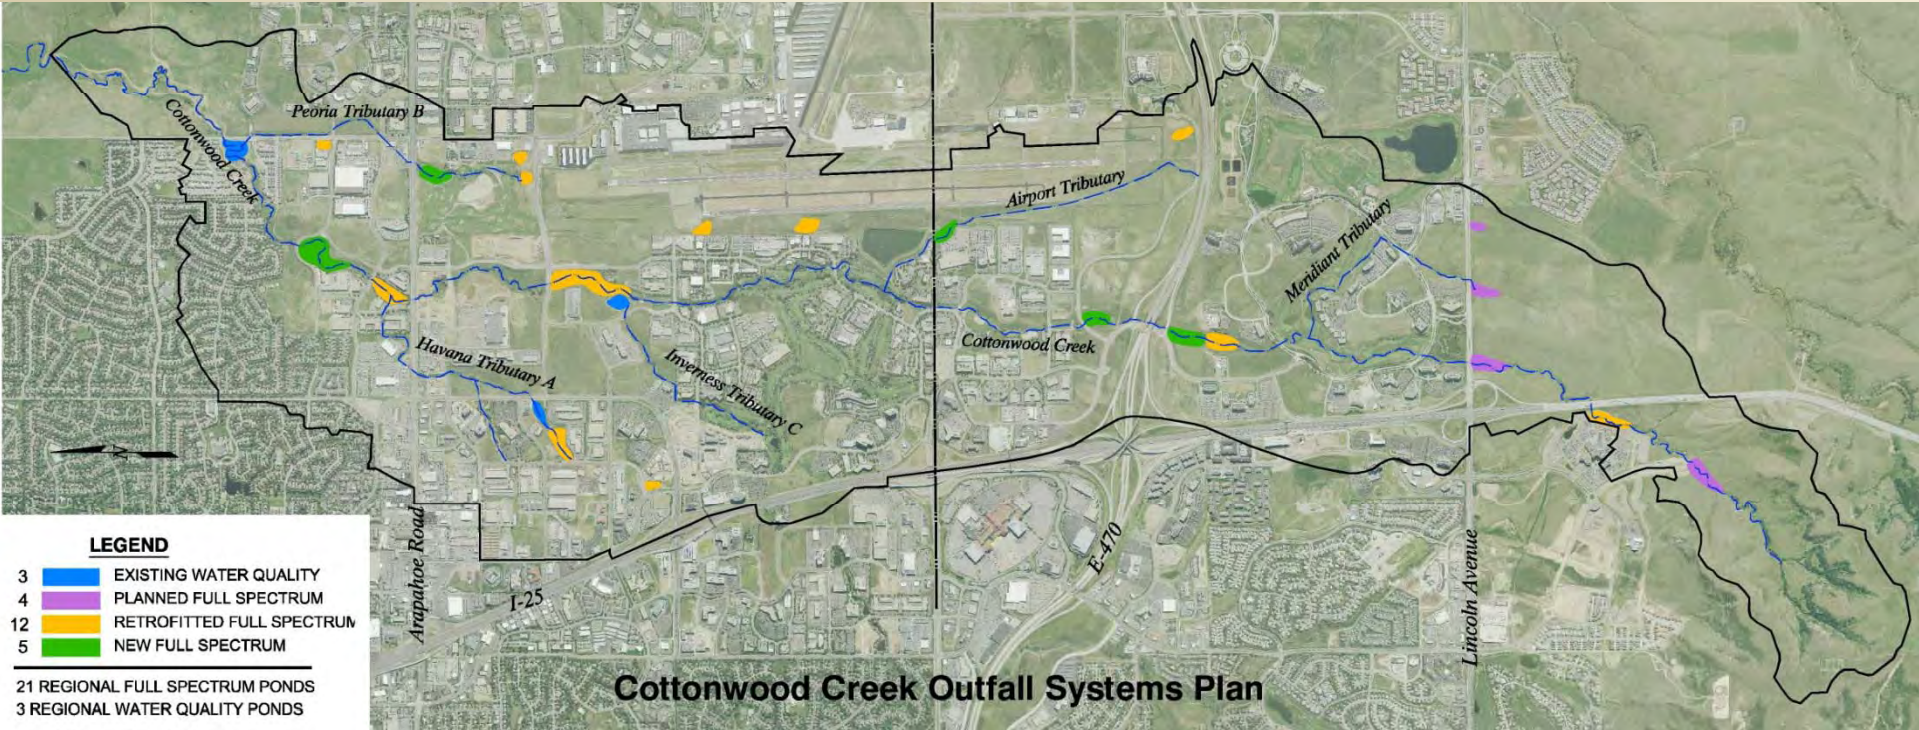 Peoria Tributary B
Cottonwood Creek
Airport Tributary
Meridiant Tributary
Cottonwood Creek
Havana Tributary A
Inverness Tributary C
N
Arapahoe Road
I-25
E-470
Lincoln Avenue
LEGEND
3 EXISTING WATER QUALITY
4 PLANNED FULL SPECTRUM
12 RETROFITTED FULL SPECTRUM
5 NEW FULL SPECTRUM
21 REGIONAL FULL SPECTRUM PONDS
3 REGIONAL WATER QUALITY PONDS
Cottonwood Creek Outfall Systems Plan